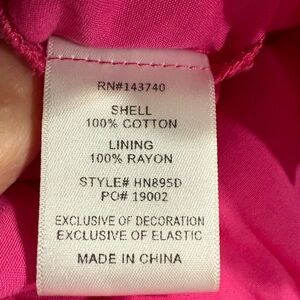 RN#143740
SHELL
100% COTTON
LINING
100% RAYON
STYLE# HN895D
PO# 19002
EXCLUSIVE OF DECORATION
EXCLUSIVE OF ELASTIC
MADE IN CHINA